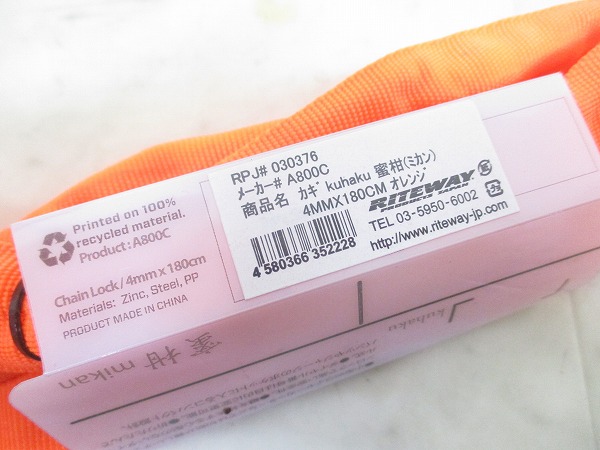 RPJ# 030376
メーカー# A800C
商品名 カギ kuhaku 蜜柑(ミカン)
4MMX180CM オレンジ
4 580366 352228
RITEWAY
PRODUCTS JAPAN
TEL 03-5950-6002
http://www.riteway-jp.com
Printed on 100%
recycled material.
Product : A800C
Chain Lock / 4mm x 180cm
Materials: Zinc, Steel, PP
PRODUCT MADE IN CHINA
kuhaku
蜜柑 mikan